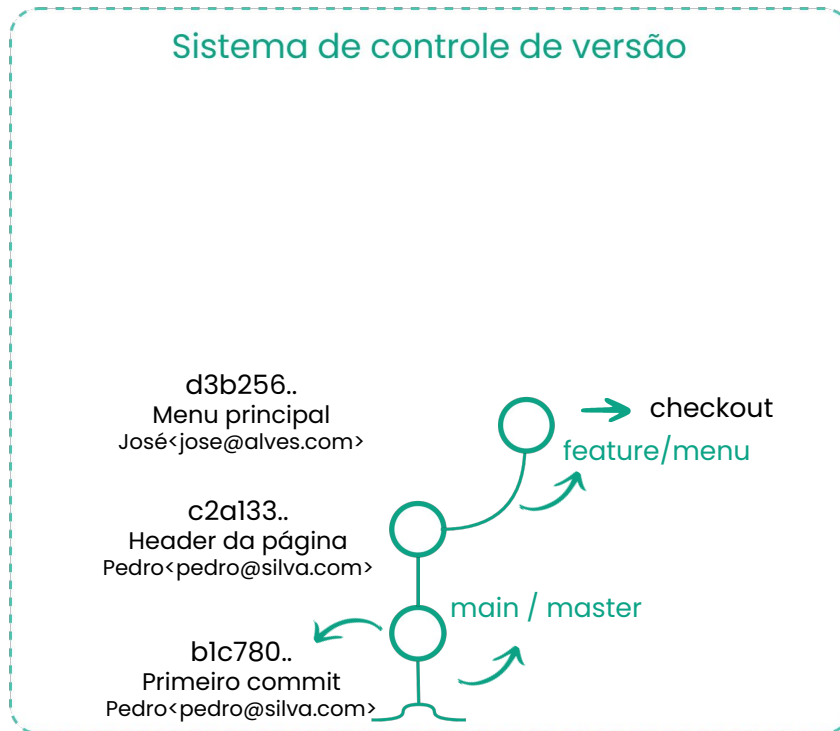 Sistema de controle de versão
d3b256..
Menu principal
José<jose@alves.com>
checkout
feature/menu
c2a133..
Header da página
Pedro<pedro@silva.com>
main / master
b1c780..
Primeiro commit
Pedro<pedro@silva.com>